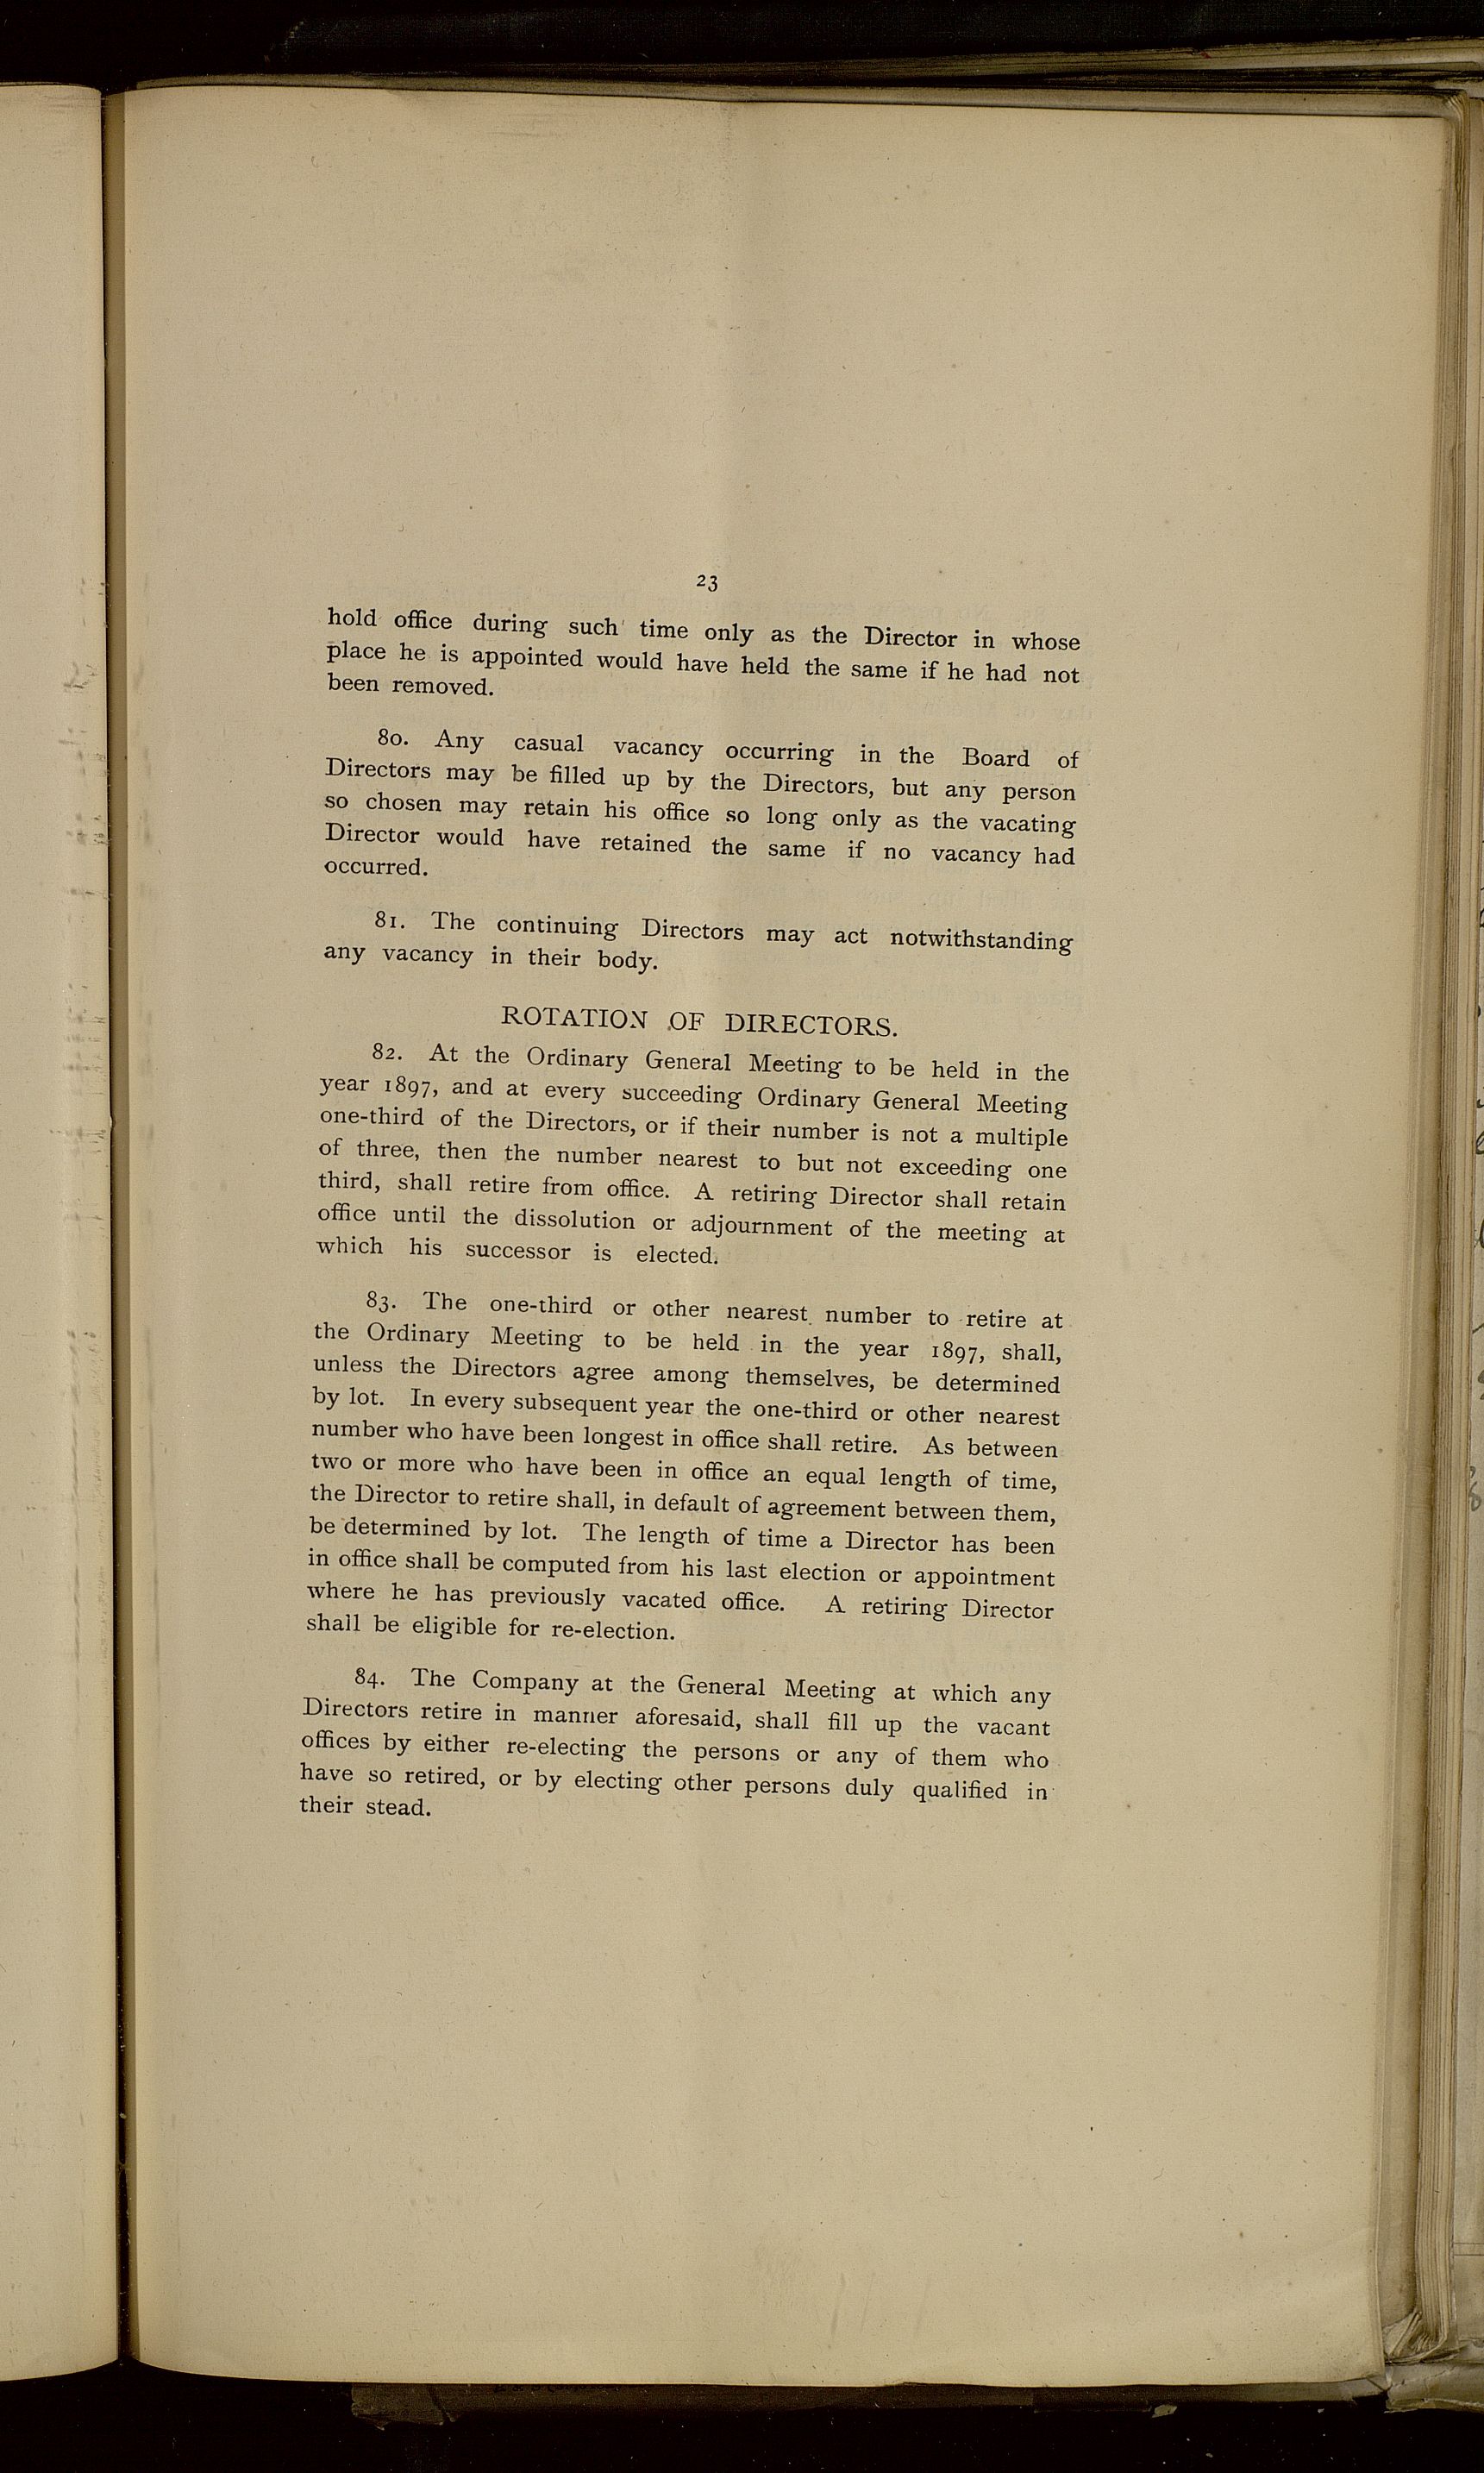 23
hold office during such time only as the Director in whose
place he is appointed would have held the same if he had not
been removed.
80. Any casual vacancy occurring in the Board of
Directors may be filled up by the Directors, but any person
so chosen may retain his office so long only as the vacating
Director would have retained the same if no vacancy had
occurred.
81. The continuing Directors may act notwithstanding
any vacancy in their body.
ROTATION OF DIRECTORS.
82. At the Ordinary General Meeting to be held in the
year 1897, and at every succeeding Ordinary General Meeting
one-third of the Directors, or if their number is not a multiple
of three, then the number nearest to but not exceeding one
third, shall retire from office. A retiring Director shall retain
office until the dissolution or adjournment of the meeting at
which his successor is elected.
83. The one-third or other nearest number to retire at
the Ordinary Meeting to be held in the year 1897, shall,
unless the Directors agree among themselves, be determined
by lot. In every subsequent year the one-third or other nearest
number who have been longest in office shall retire. As between
two or more who have been in office an equal length of time,
the Director to retire shall, in default of agreement between them,
be determined by lot. The length of time a Director has been
in office shall be computed from his last election or appointment
where he has previously vacated office. A retiring Director
shall be eligible for re-election.
84. The Company at the General Meeting at which any
Directors retire in manner aforesaid, shall fill up the vacant
offices by either re-electing the persons or any of them who
have so retired, or by electing other persons duly qualified in
their stead.